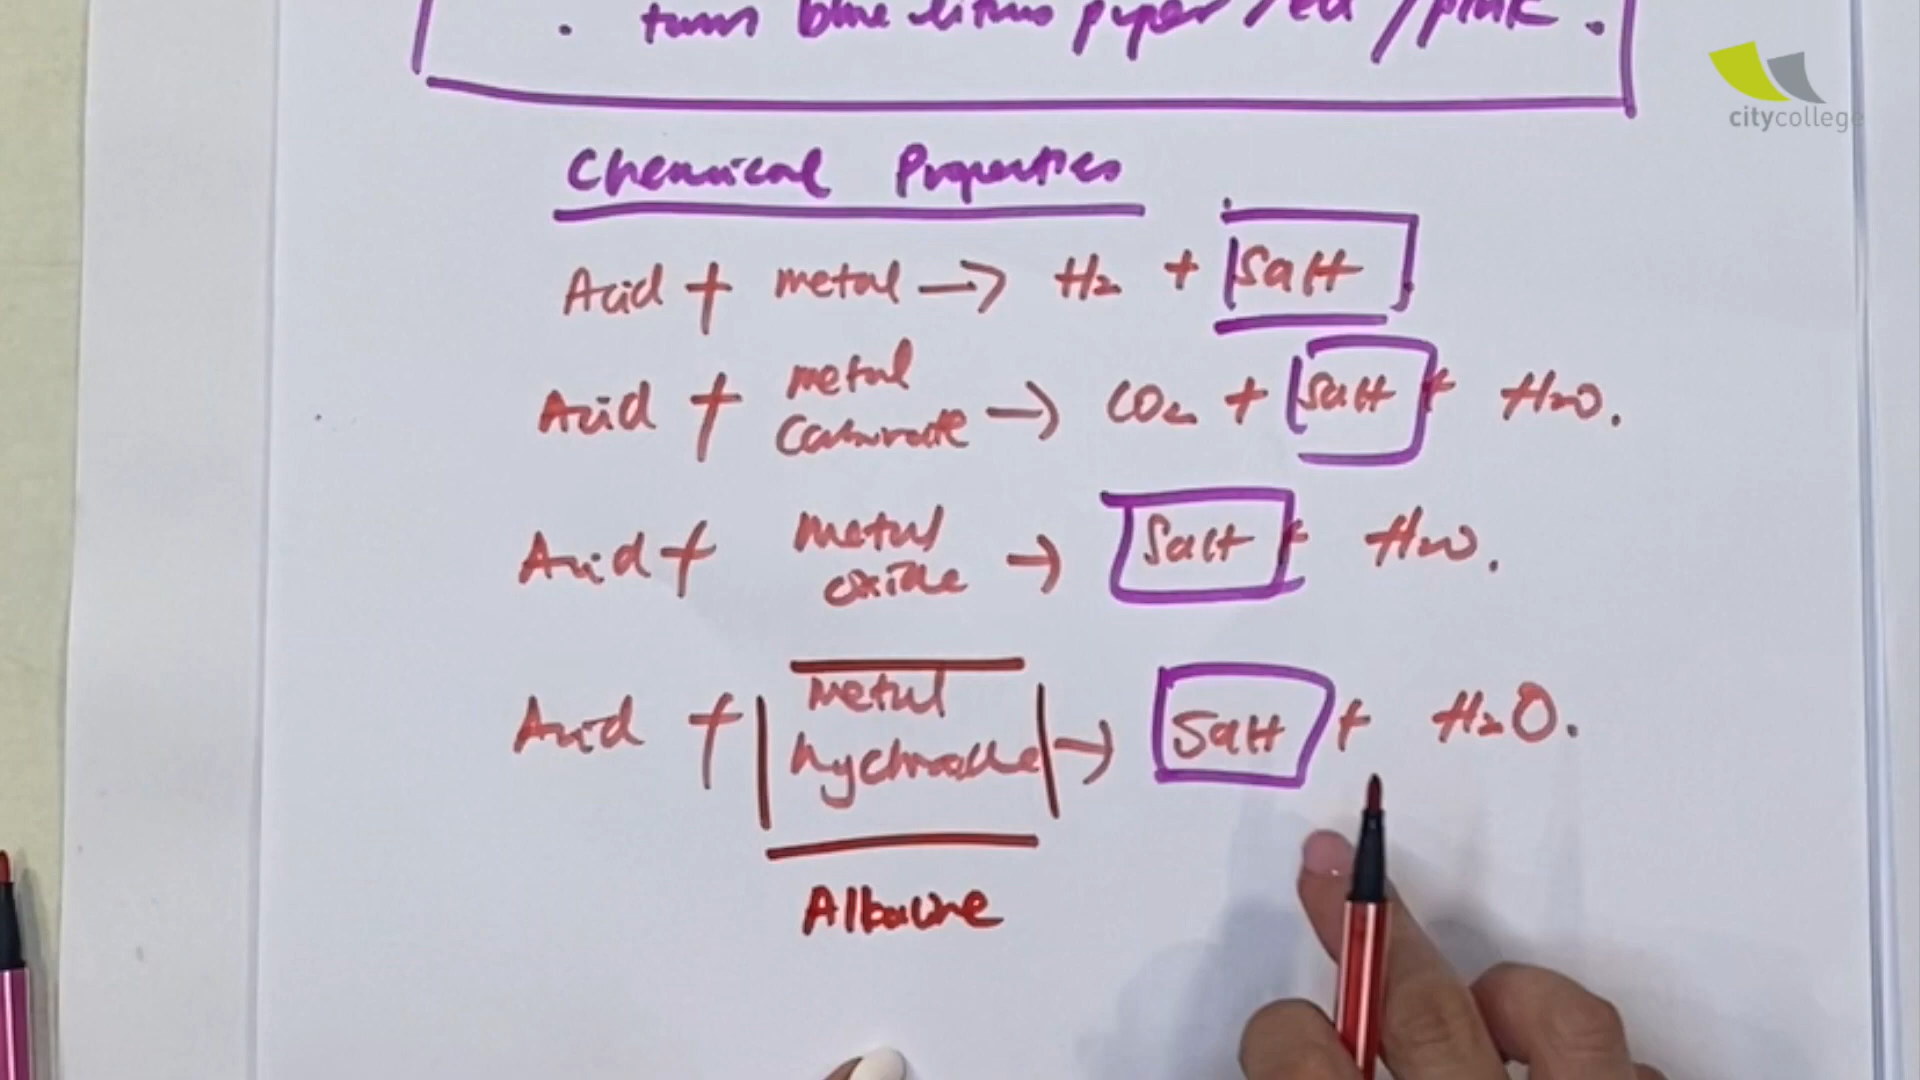 . turn blue litmus paper red / pink.
citycollege
Chemical Properties
Acid + metal → H2 + Salt
Acid + metal carbonate → CO2 + Salt + H2O.
Acid + metal oxide → Salt + H2O.
Acid + metal hydroxide → Salt + H2O.
Alkaline